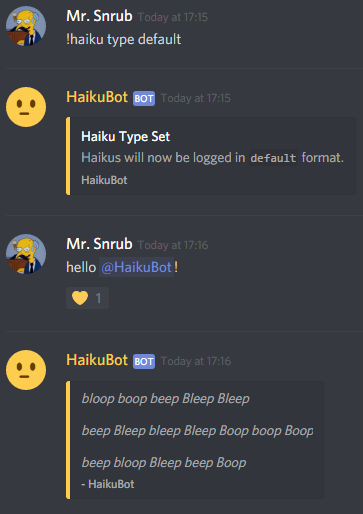 Mr. Snrub Today at 17:15
!haiku type default
HaikuBot BOT Today at 17:15
Haiku Type Set
Haikus will now be logged in default format.
HaikuBot
Mr. Snrub Today at 17:16
hello @HaikuBot !
1
HaikuBot BOT Today at 17:16
bloop boop beep Bleep Bleep
beep Bleep bleep Bleep Boop boop Boop
beep bloop Bleep beep Boop
- HaikuBot